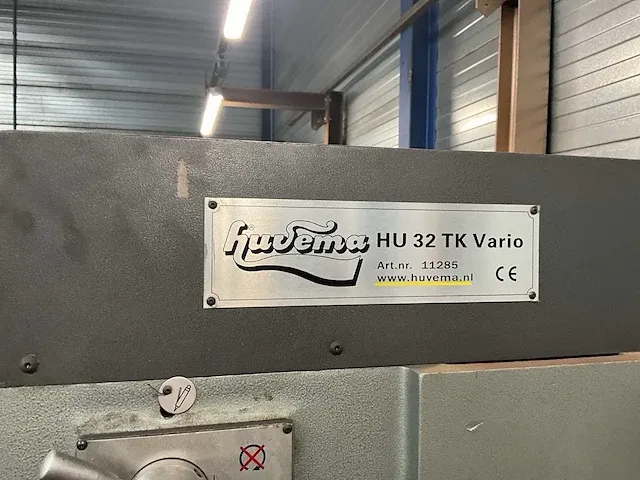 huvema HU 32 TK Vario
Art.nr. 11285
www.huvema.nl CE